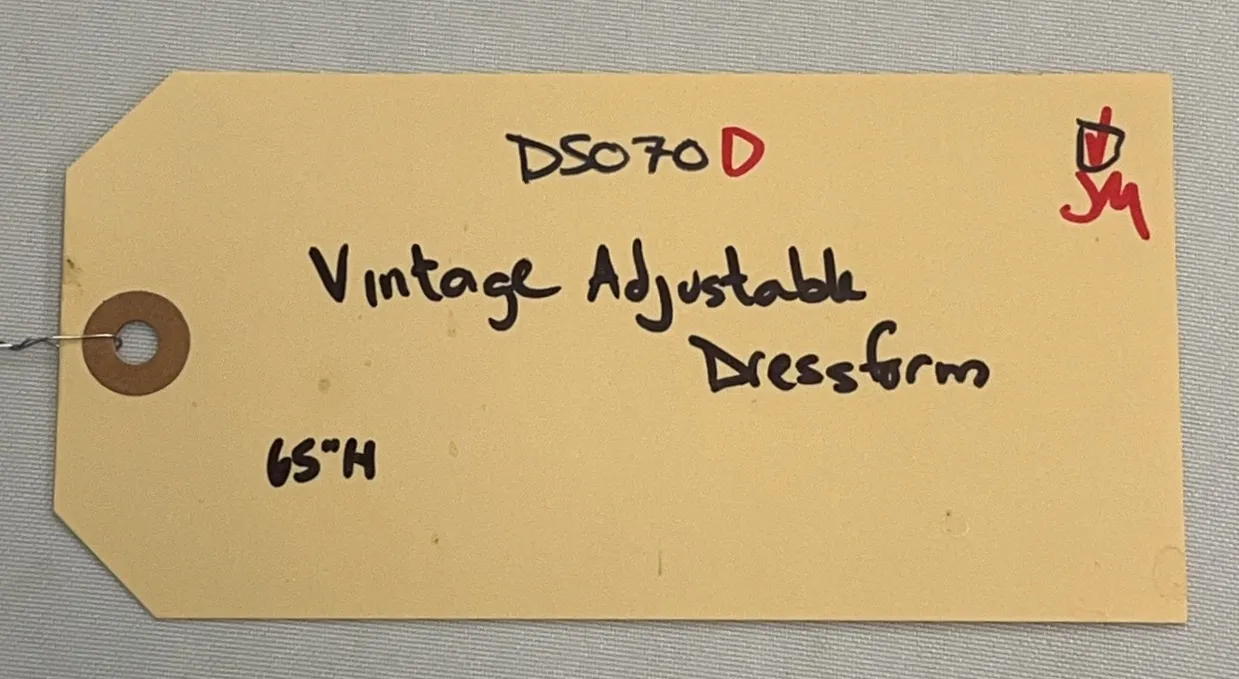 DS070D
D
JM
Vintage Adjustable
Dressform
65"H